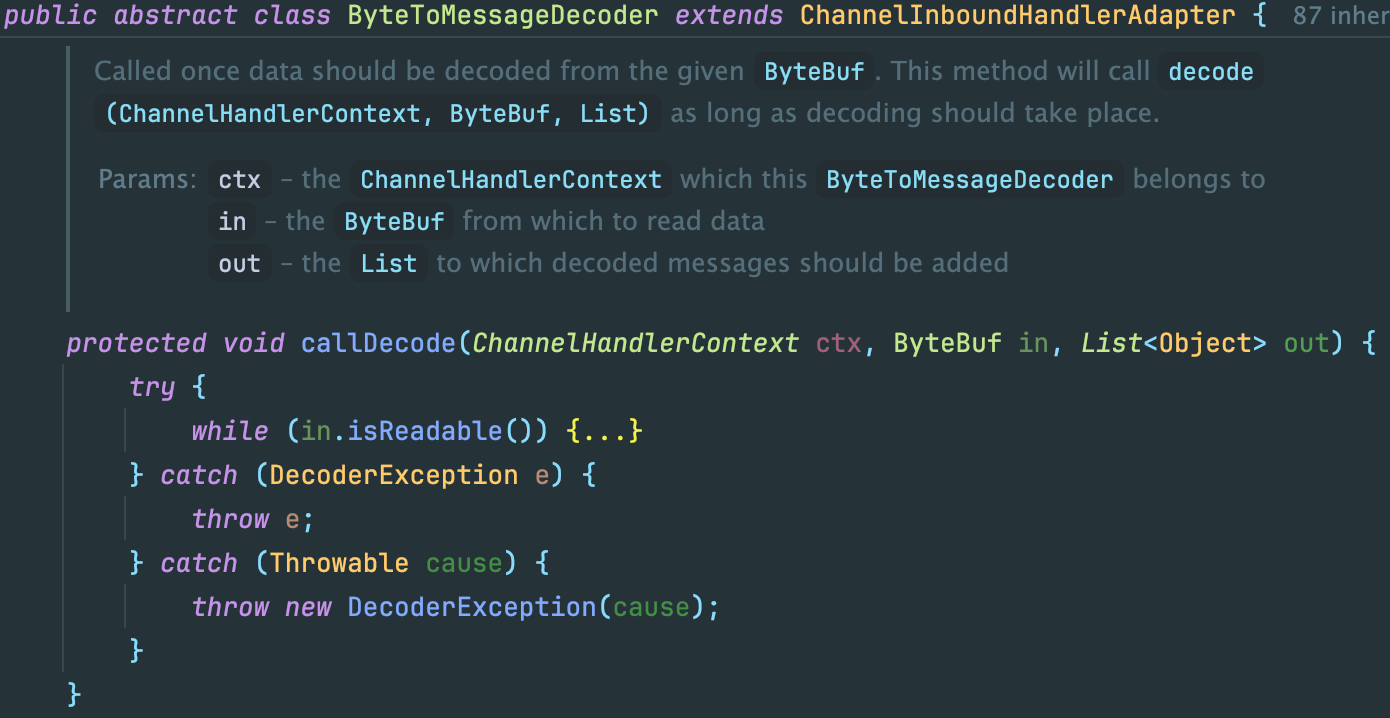 public abstract class ByteToMessageDecoder extends ChannelInboundHandlerAdapter { 87 inher
Called once data should be decoded from the given ByteBuf . This method will call decode
(ChannelHandlerContext, ByteBuf, List) as long as decoding should take place.
Params: ctx – the ChannelHandlerContext which this ByteToMessageDecoder belongs to
in – the ByteBuf from which to read data
out – the List to which decoded messages should be added
protected void callDecode(ChannelHandlerContext ctx, ByteBuf in, List<Object> out) {
try {
while (in.isReadable()) {...}
} catch (DecoderException e) {
throw e;
} catch (Throwable cause) {
throw new DecoderException(cause);
}
}